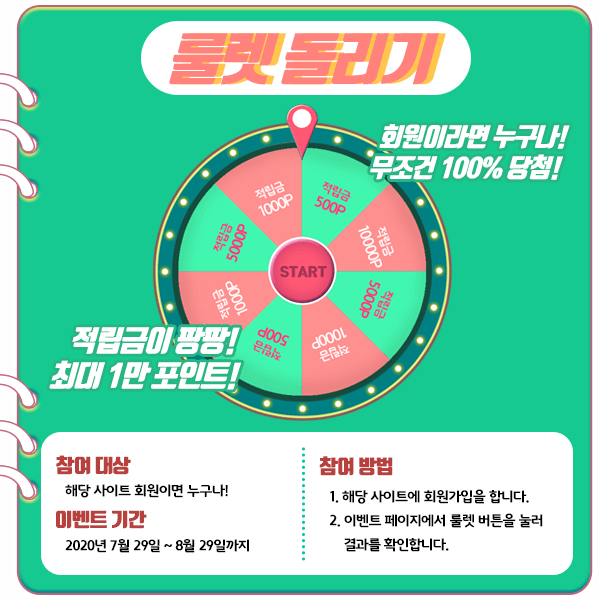 룰렛 돌리기
회원이라면 누구나!
무조건 100% 당첨!
적립금
1000P
적립금
500P
적립금
10000P
적립금
5000P
적립금
1000P
적립금
500P
적립금
1000P
적립금
5000P
START
적립금이 팡팡!
최대 1만 포인트!
참여 대상
해당 사이트 회원이면 누구나!
이벤트 기간
2020년 7월 29일 ~ 8월 29일까지
참여 방법
1. 해당 사이트에 회원가입을 합니다.
2. 이벤트 페이지에서 룰렛 버튼을 눌러
결과를 확인합니다.